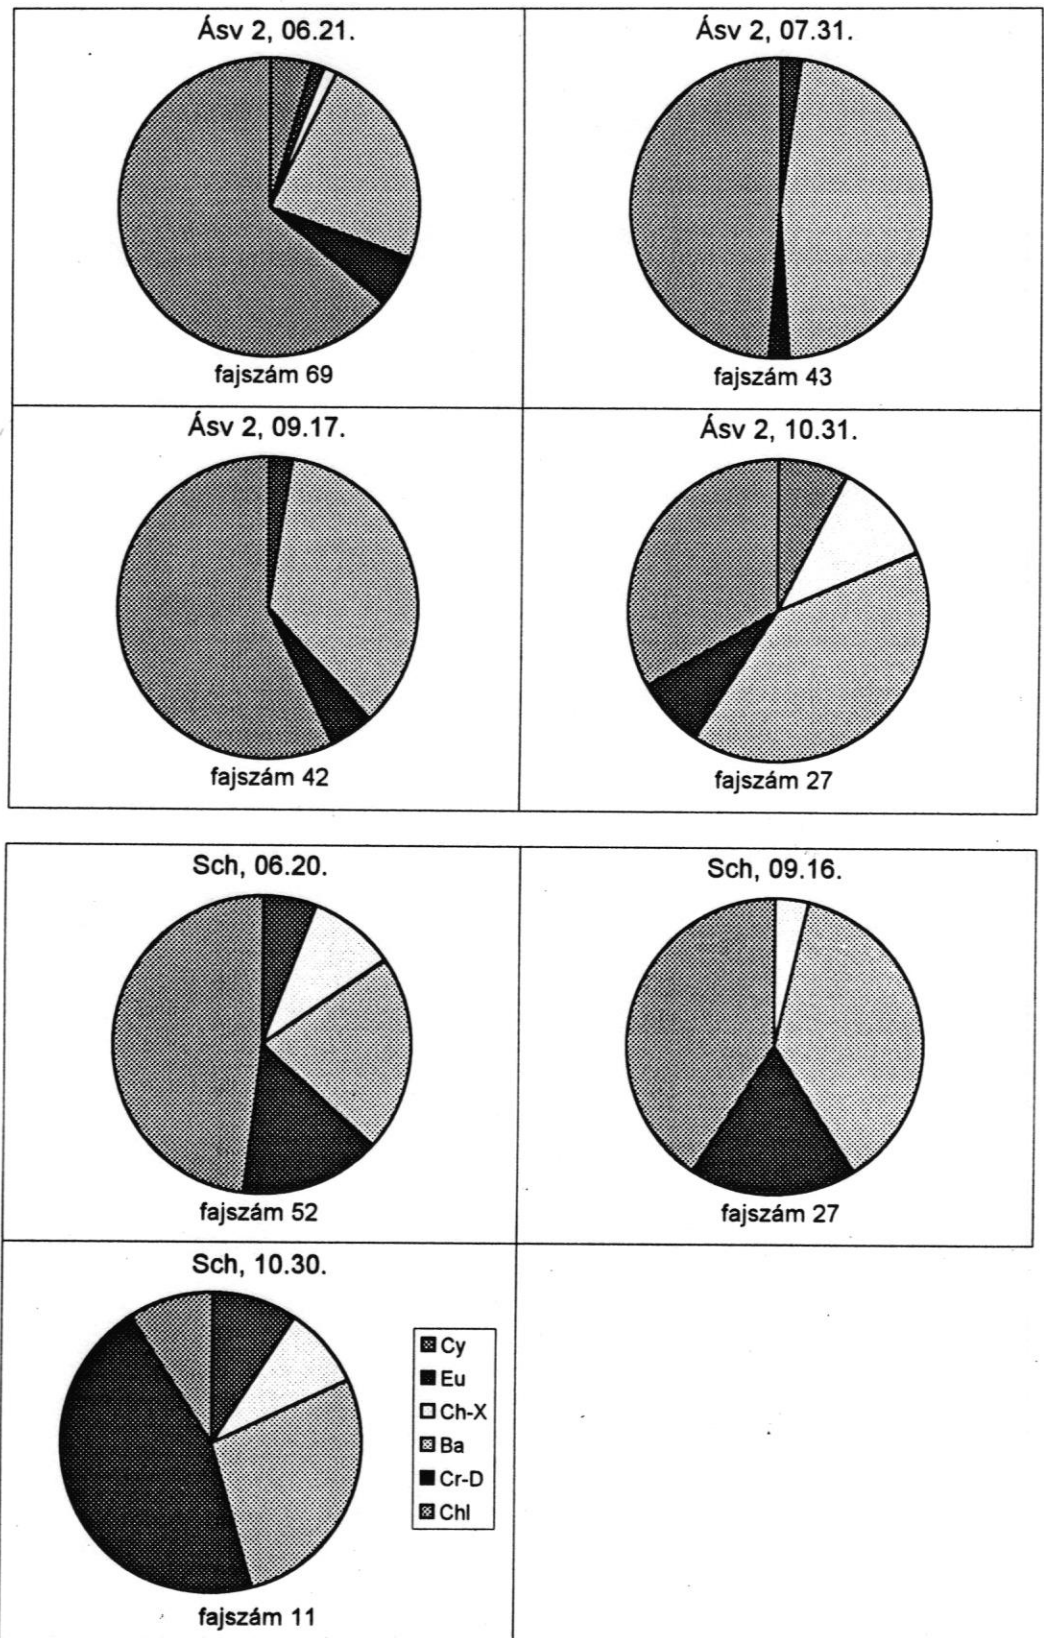 Ásv 2, 06.21.
fajszám 69
Ásv 2, 07.31.
fajszám 43
Ásv 2, 09.17.
fajszám 42
Ásv 2, 10.31.
fajszám 27
Sch, 06.20.
fajszám 52
Sch, 09.16.
fajszám 27
Sch, 10.30.
fajszám 11
Cy
Eu
Ch-X
Ba
Cr-D
Chl